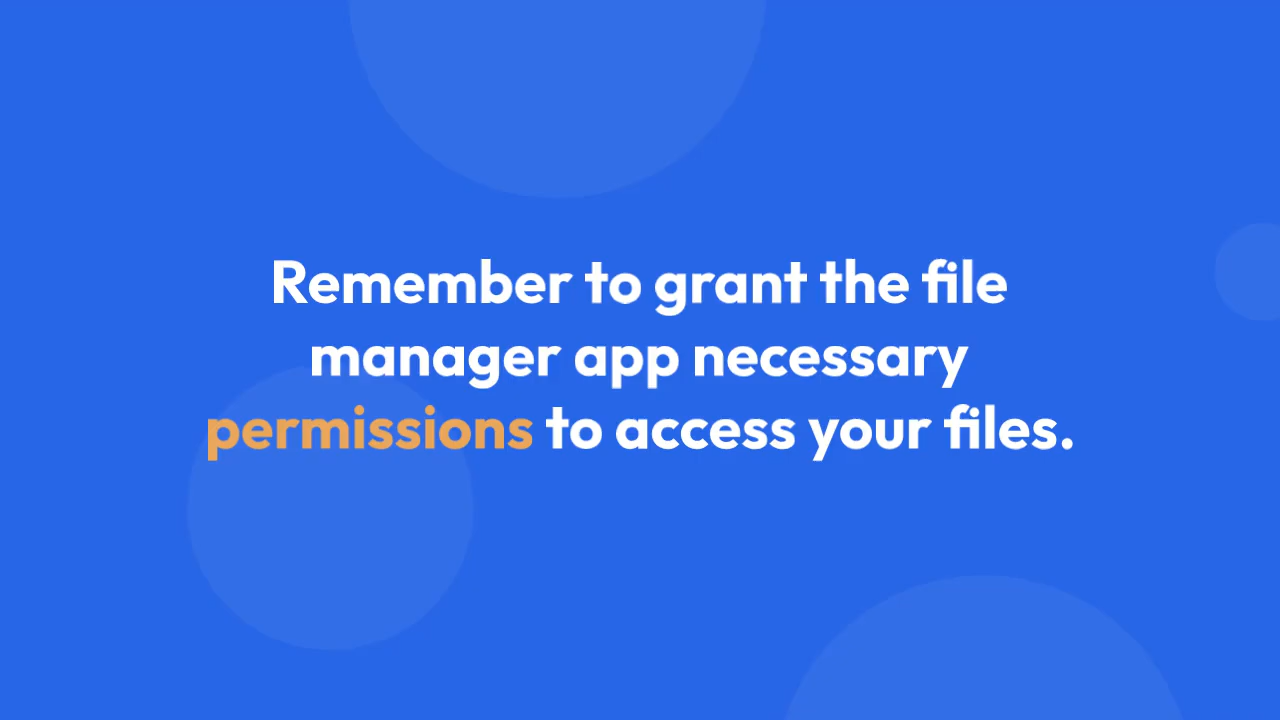 Remember to grant the file
manager app necessary
permissions to access your files.